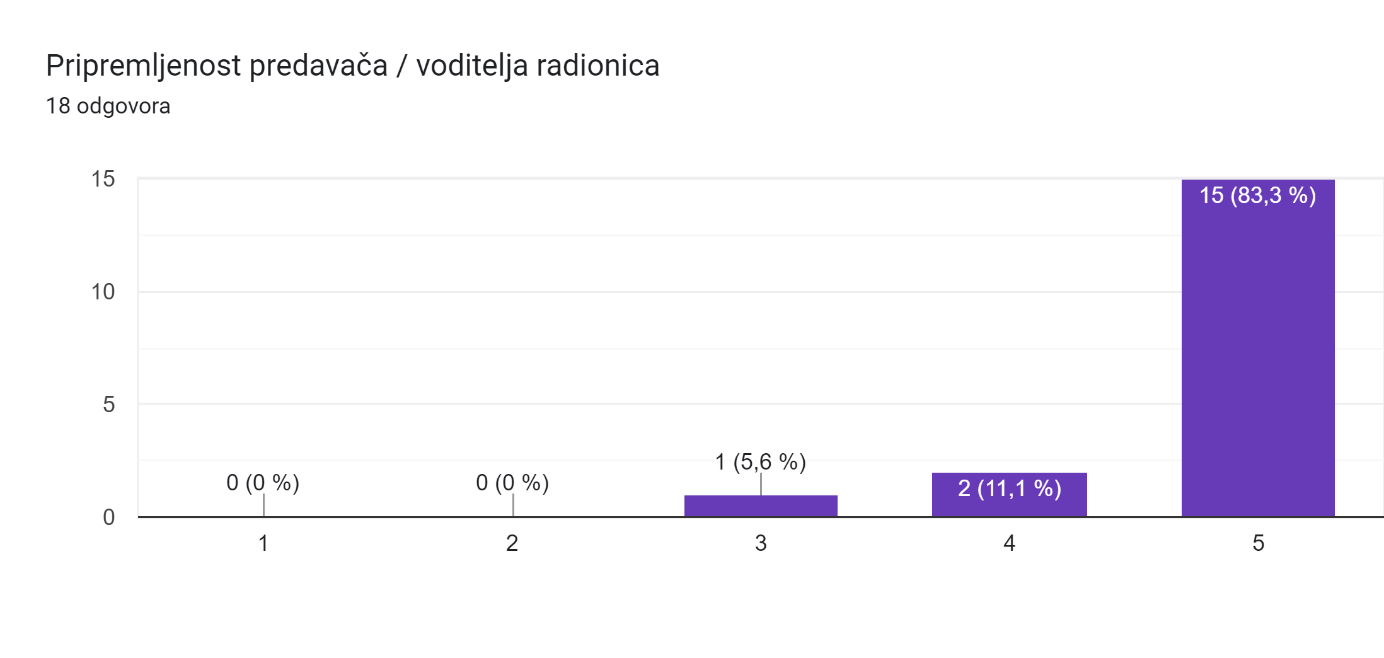 Pripremljenost predavača / voditelja radionica
18 odgovora
15
15 (83,3 %)
10
5
1 (5,6 %)
0 (0 %) 0 (0 %) 2 (11,1 %)
0
1 2 3 4 5